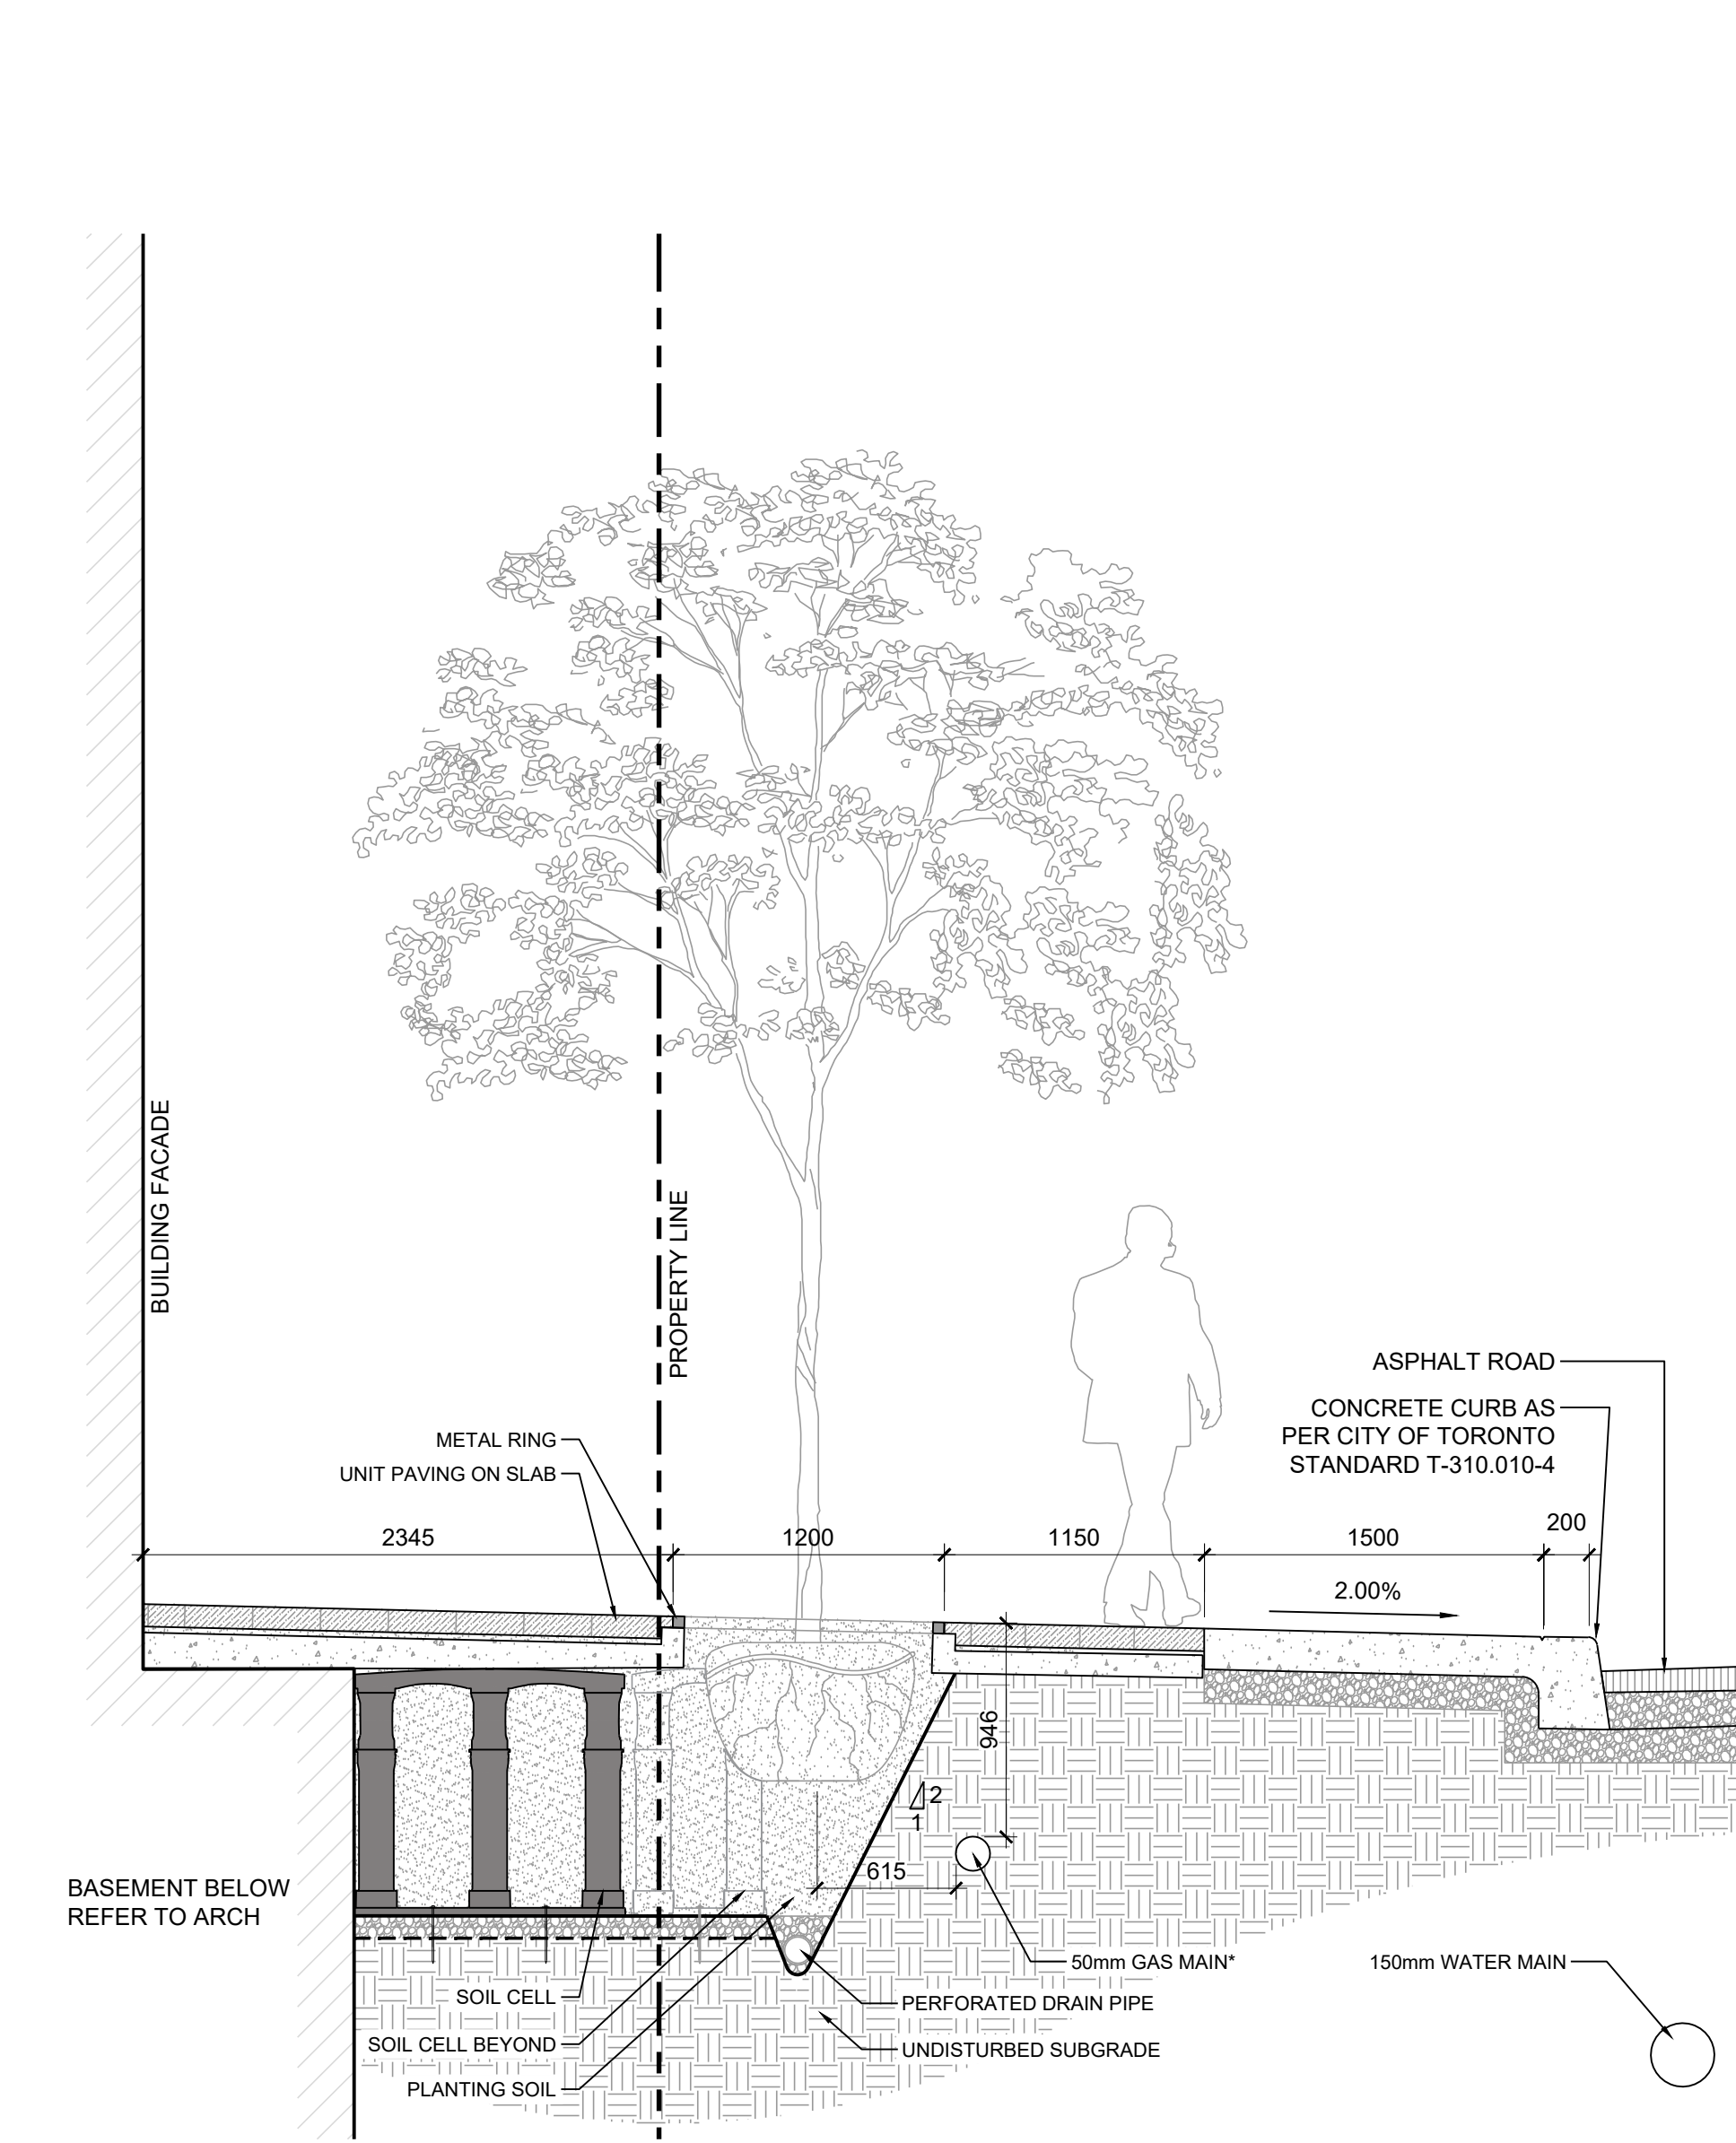 BUILDING FACADE
PROPERTY LINE
ASPHALT ROAD
CONCRETE CURB AS
PER CITY OF TORONTO
STANDARD T-310.010-4
METAL RING
UNIT PAVING ON SLAB
2345
1200
1150
1500
200
2.00%
946
2
1
615
BASEMENT BELOW
REFER TO ARCH
50mm GAS MAIN*
150mm WATER MAIN
SOIL CELL
PERFORATED DRAIN PIPE
SOIL CELL BEYOND
UNDISTURBED SUBGRADE
PLANTING SOIL